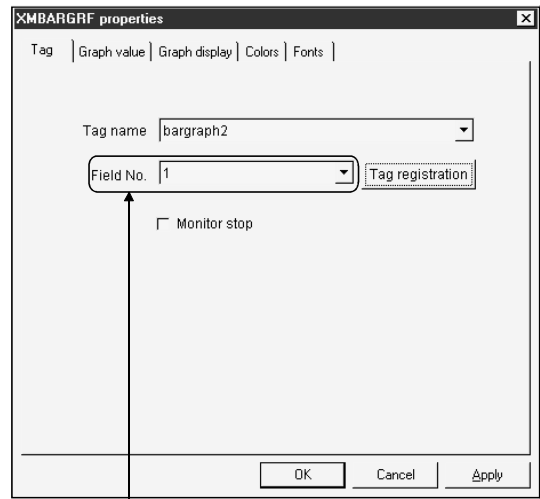 XMBARGRF properties
Tag Graph value Graph display Colors Fonts
Tag name bargraph2
Field No. 1 Tag registration
Monitor stop
OK Cancel Apply